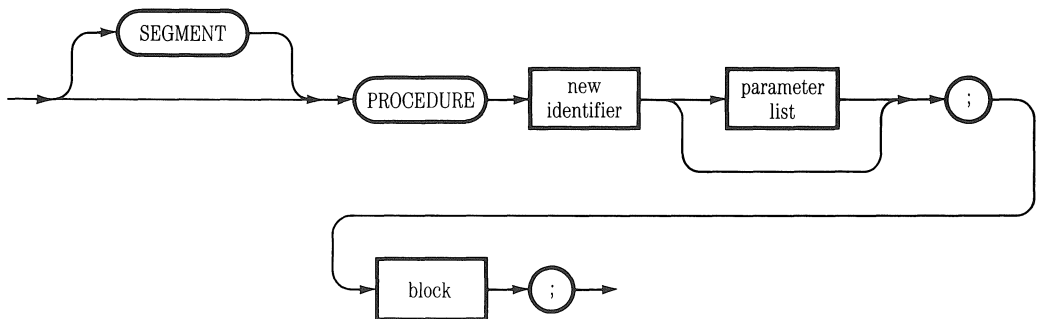 SEGMENT
PROCEDURE
new
identifier
parameter
list
;
block
;